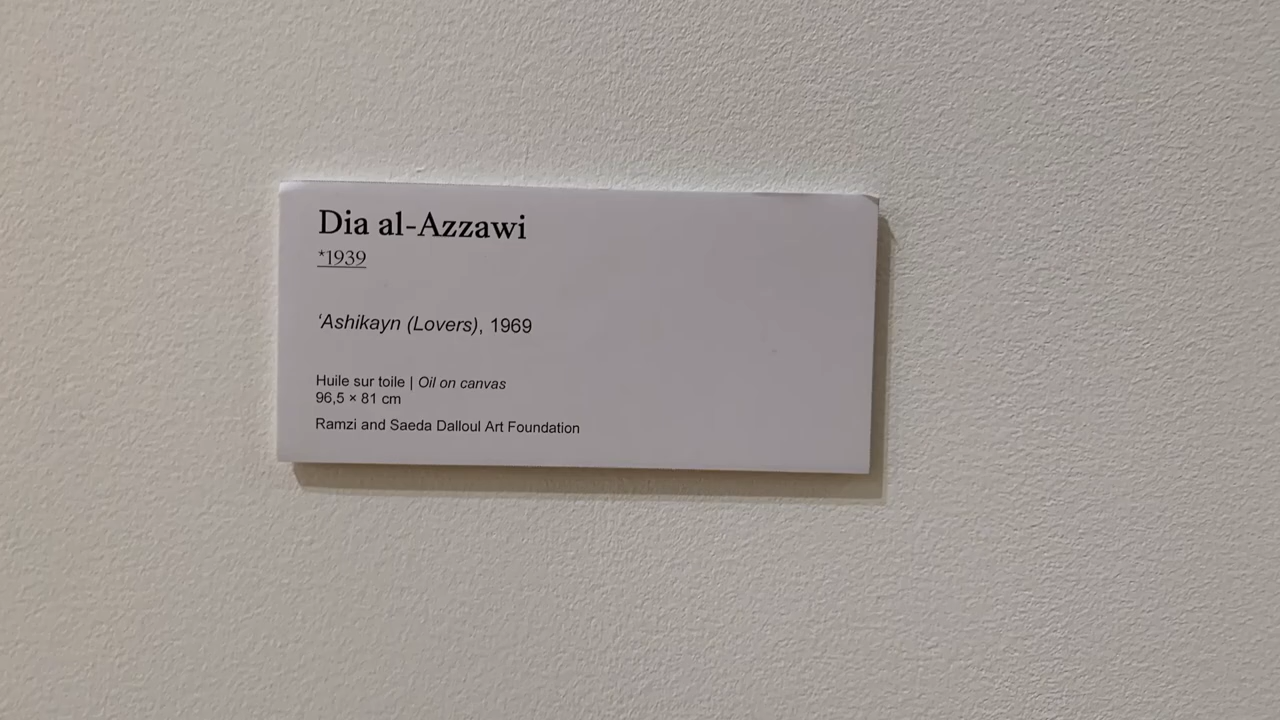 Dia al-Azzawi
*1939
‘Ashikayn (Lovers), 1969
Huile sur toile | Oil on canvas
96,5 × 81 cm
Ramzi and Saeda Dalloul Art Foundation